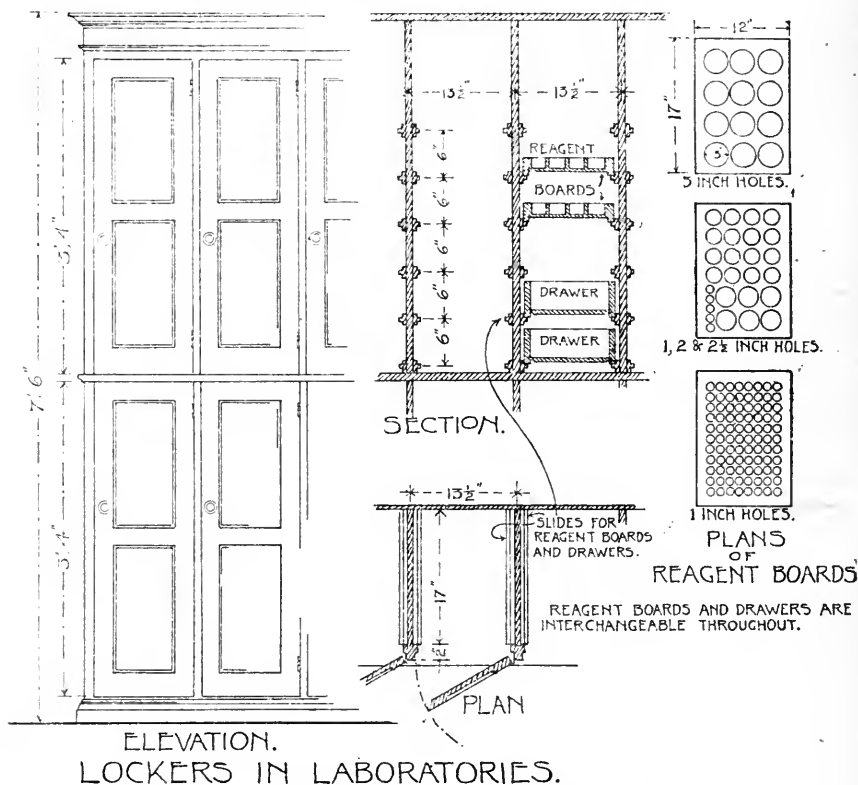 7'.6"
3'.4"
3'.4"
ELEVATION.
LOCKERS IN LABORATORIES.
13½"
13½"
6"
6"
6"
6"
6"
REAGENT
BOARDS
DRAWER
DRAWER
SECTION.
13½"
17"
2"
SLIDES FOR
REAGENT BOARDS
AND DRAWERS.
PLAN
12"
17"
3"
3 INCH HOLES.
1, 2 & 2½ INCH HOLES.
1 INCH HOLES.
PLANS
OF
REAGENT BOARDS
REAGENT BOARDS AND DRAWERS ARE
INTERCHANGEABLE THROUGHOUT.